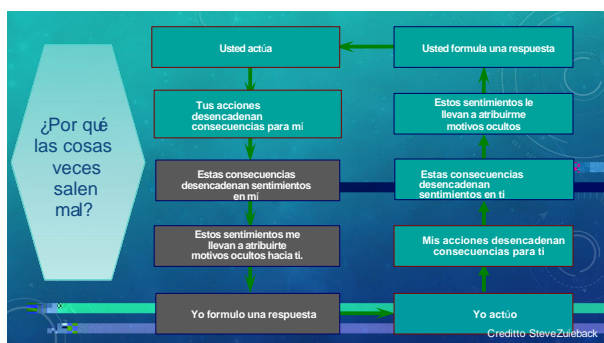 ¿Por qué
las cosas
veces
salen
mal?
Usted actúa
Tus acciones
desencadenan
consecuencias para mí
Estas consecuencias
desencadenan sentimientos
en mí
Estos sentimientos me
llevan a atribuirte
motivos ocultos hacia ti.
Yo formulo una respuesta
Yo actúo
Mis acciones desencadenan
consecuencias para ti
Estas consecuencias
desencadenan
sentimientos en ti
Estos sentimientos le
llevan a atribuirme
motivos ocultos
Usted formula una respuesta
Creditto SteveZuieback